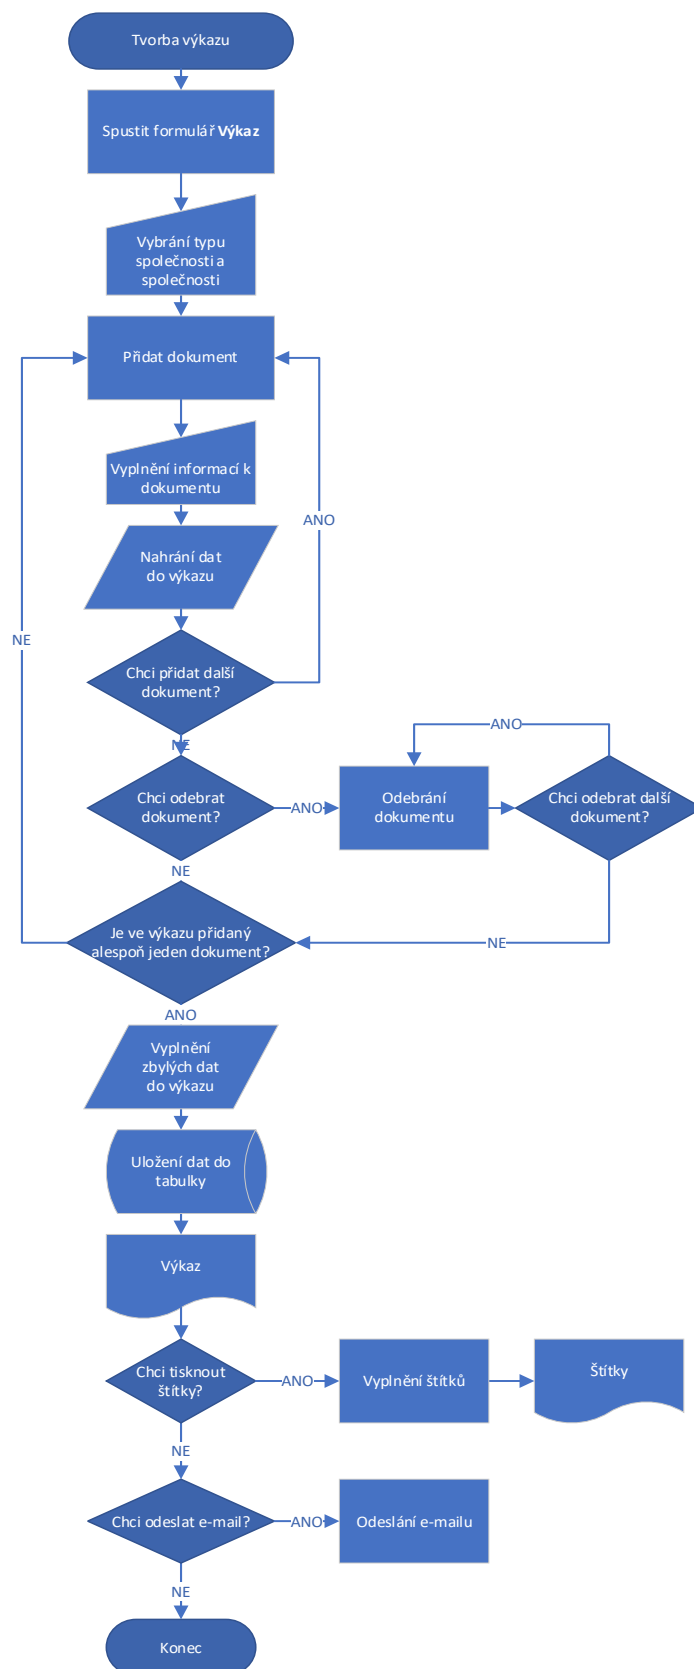 Tvorba výkazu
Spustit formulář Výkaz
Vybrání typu
společnosti a
společnosti
Přidat dokument
Vyplnění informací k
dokumentu
ANO
Nahrání dat
do výkazu
NE
Chci přidat další
dokument?
NE
ANO
Chci odebrat
dokument?
ANO
Odebrání
dokumentu
Chci odebrat další
dokument?
NE
Je ve výkazu přidaný
alespoň jeden dokument?
NE
ANO
Vyplnění
zbylých dat
do výkazu
Uložení dat do
tabulky
Výkaz
Chci tisknout
štítky?
ANO
Vyplnění štítků
Štítky
NE
Chci odeslat e-mail?
ANO
Odeslání e-mailu
NE
Konec